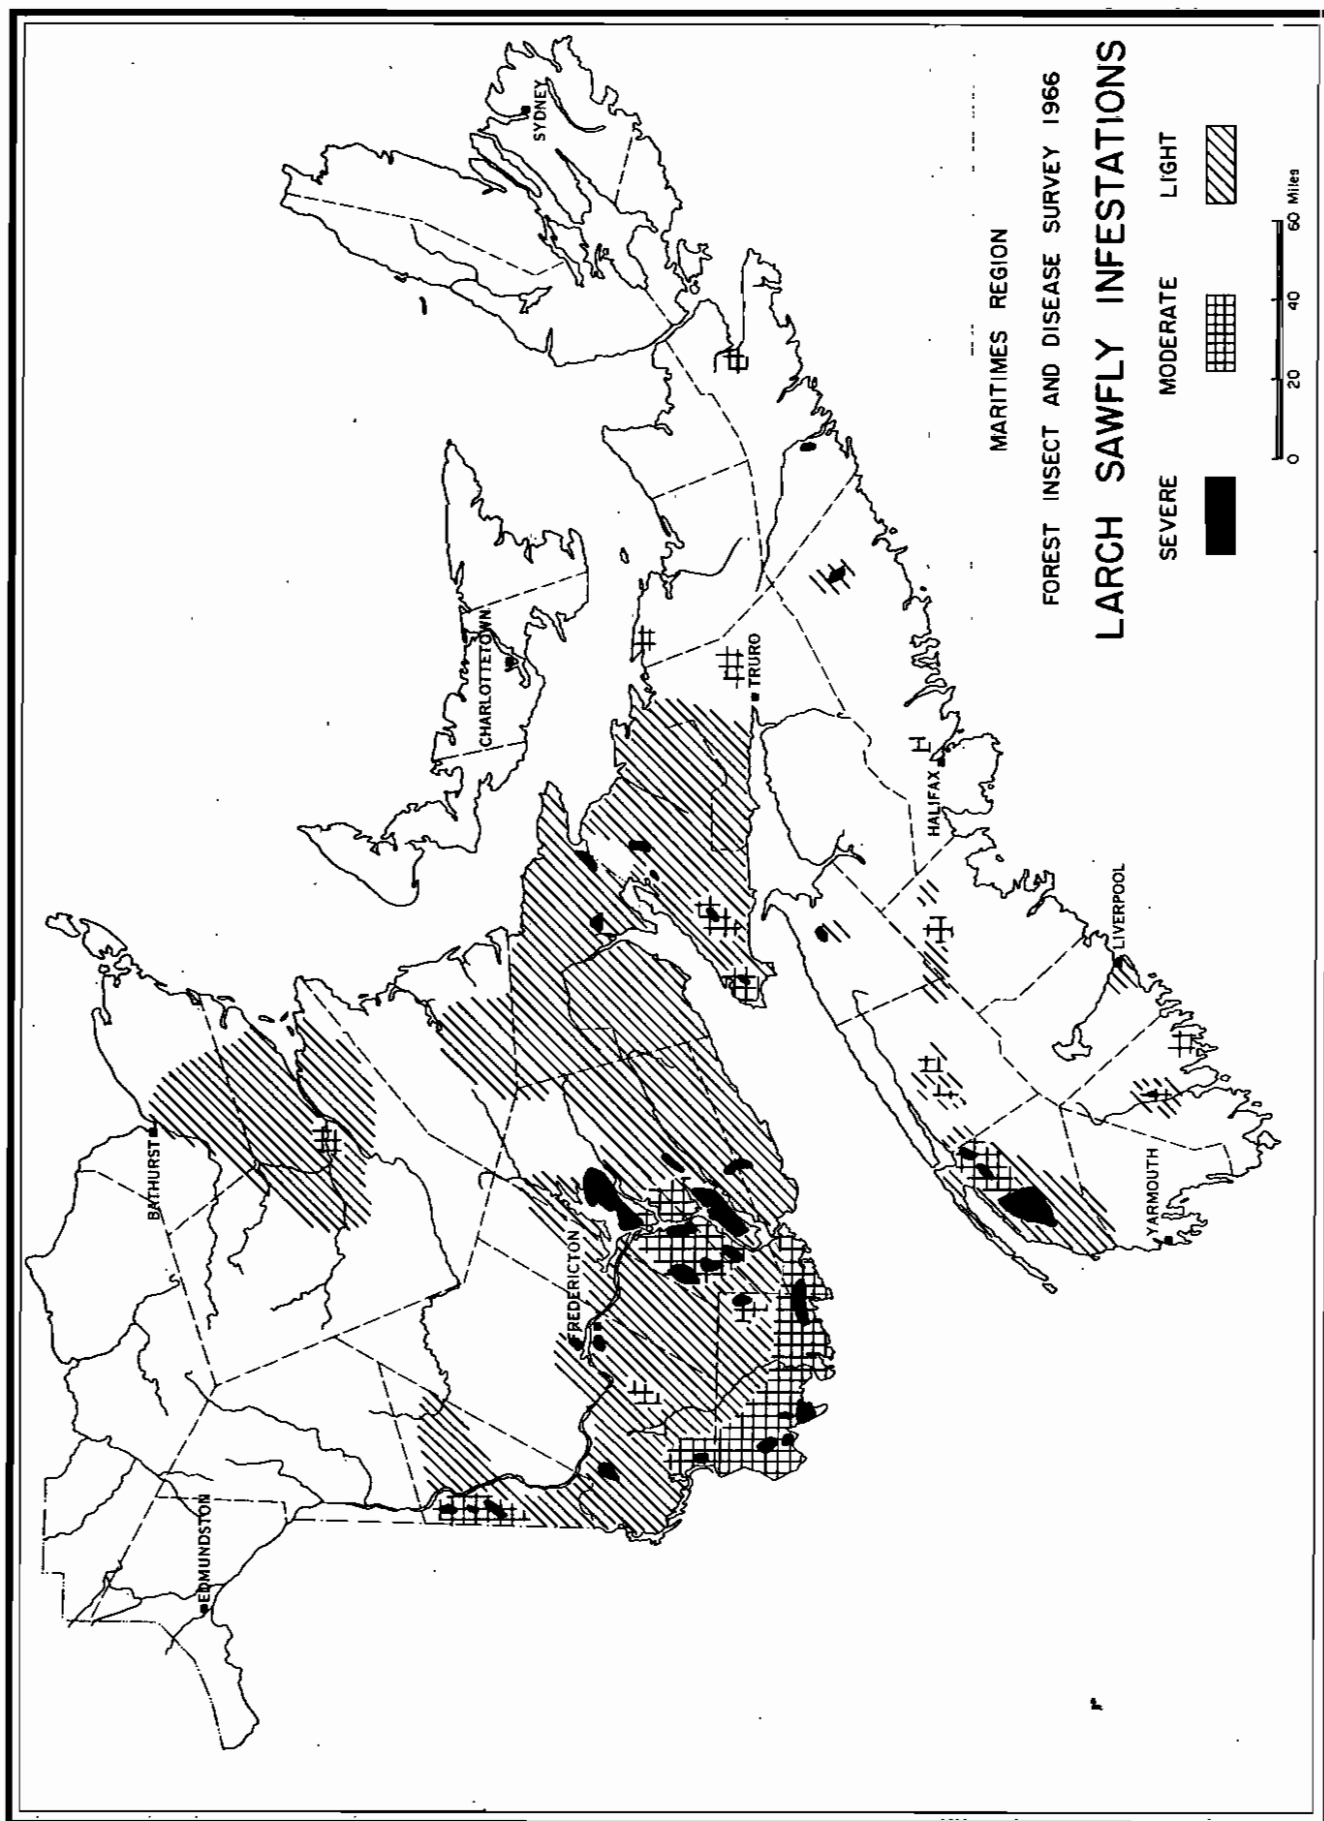 MARITIMES REGION
FOREST INSECT AND DISEASE SURVEY 1966
LARCH SAWFLY INFESTATIONS
SEVERE MODERATE LIGHT
0 20 40 60 Miles
EDMUNDSTON
BATHURST
FREDERICTON
CHARLOTTETOWN
SYDNEY
TRURO
HALIFAX
LIVERPOOL
YARMOUTH